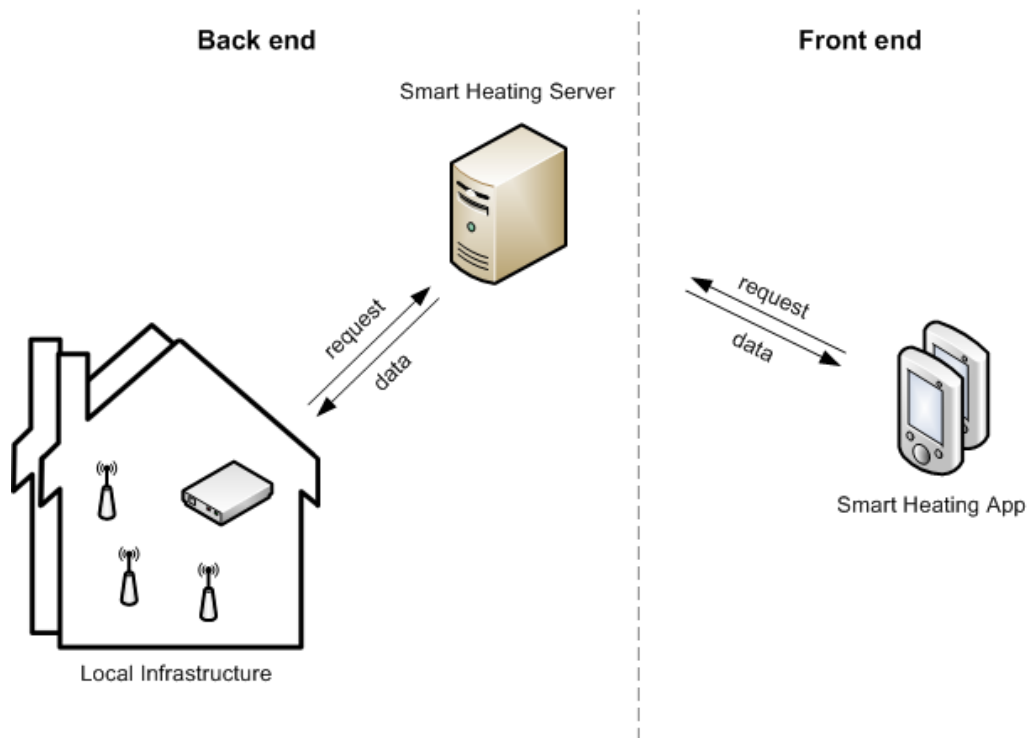 Back end
Front end
Smart Heating Server
request
data
request
data
Smart Heating App
Local Infrastructure